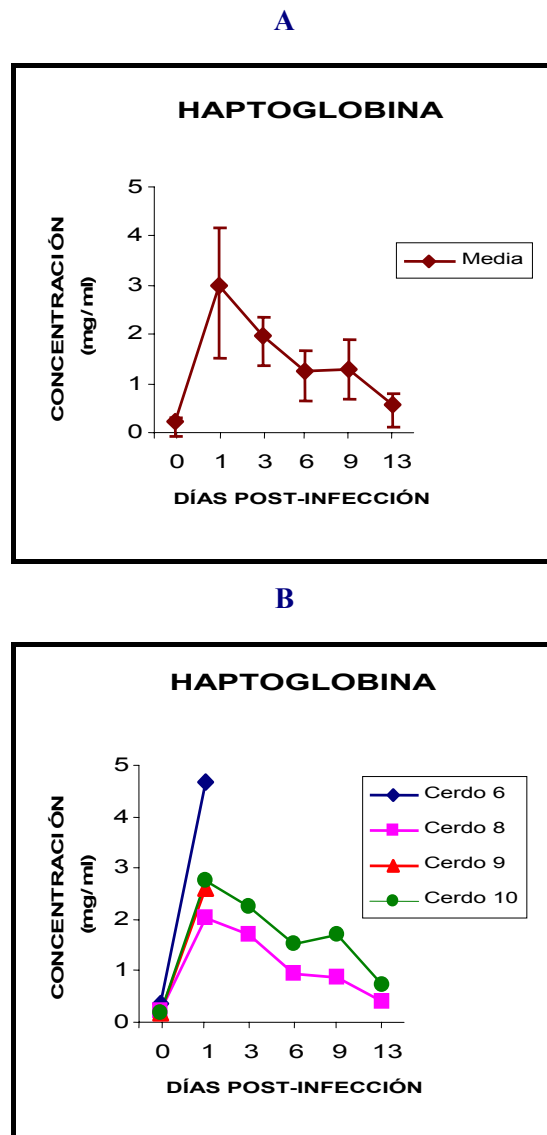 A
HAPTOGLOBINA
CONCENTRACIÓN
(mg/ml)
5
4
3
2
1
0
0 1 3 6 9 13
DÍAS POST-INFECCIÓN
Media
B
HAPTOGLOBINA
CONCENTRACIÓN
(mg/ml)
5
4
3
2
1
0
0 1 3 6 9 13
DÍAS POST-INFECCIÓN
Cerdo 6
Cerdo 8
Cerdo 9
Cerdo 10